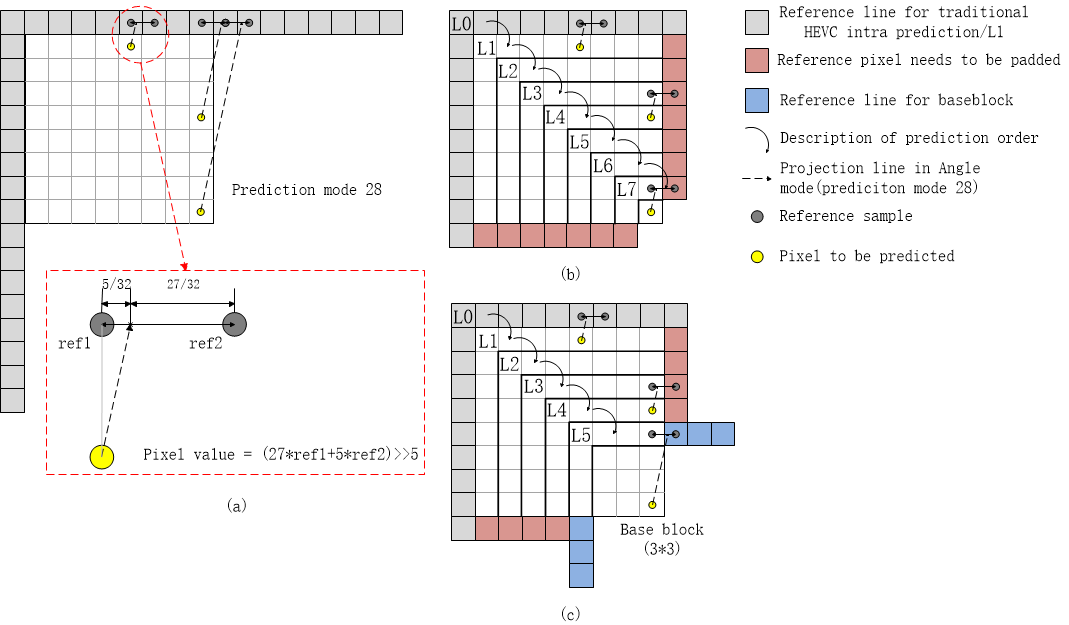 Prediction mode 28
5/32
27/32
ref1
ref2
Pixel value = (27*ref1+5*ref2)>>5
(a)
L0
L1
L2
L3
L4
L5
L6
L7
(b)
L0
L1
L2
L3
L4
L5
Base block
(3*3)
(c)
Reference line for traditional
HEVC intra prediction/L1
Reference pixel needs to be padded
Reference line for baseblock
Description of prediction order
Projection line in Angle
mode(prediciton mode 28)
Reference sample
Pixel to be predicted